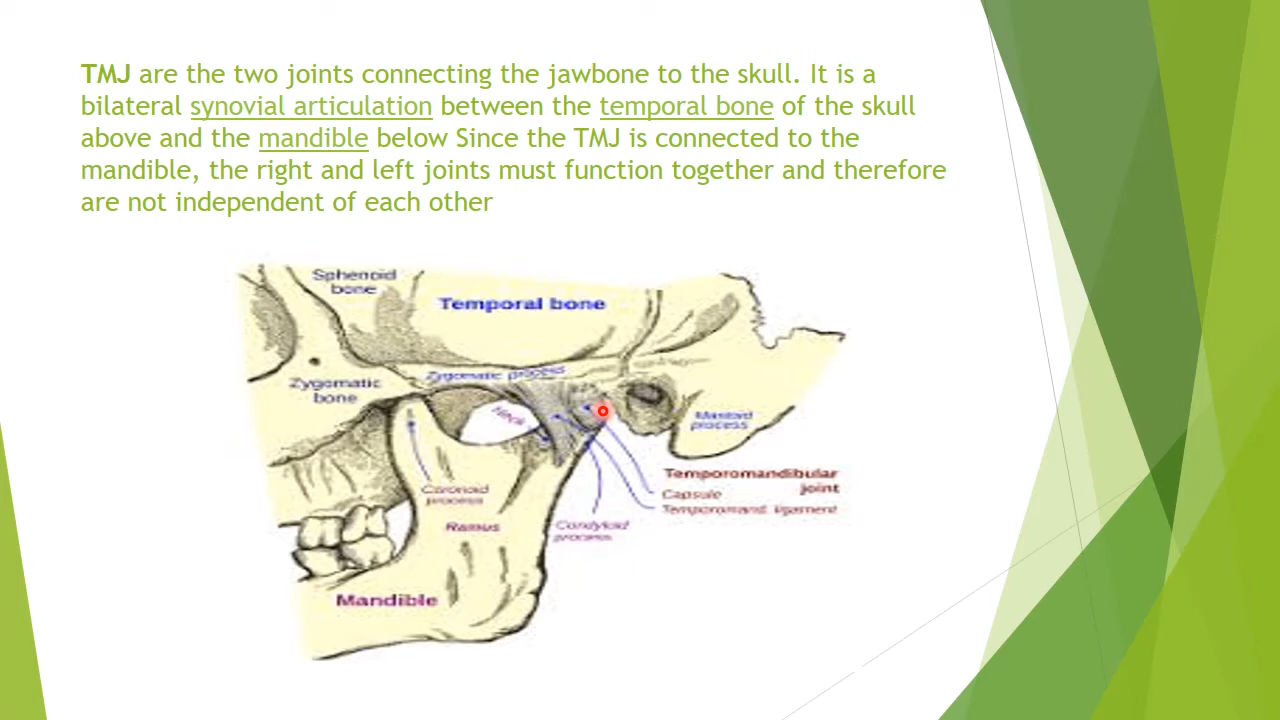 TMJ are the two joints connecting the jawbone to the skull. It is a
bilateral synovial articulation between the temporal bone of the skull
above and the mandible below Since the TMJ is connected to the
mandible, the right and left joints must function together and therefore
are not independent of each other
Sphenoid
bone
Temporal bone
Zygomatic process
Zygomatic
bone
Neck
Mastoid
process
Temporomandibular
joint
Capsule
Temporomand. ligament
Coronoid
process
Ramus
Condyloid
process
Mandible